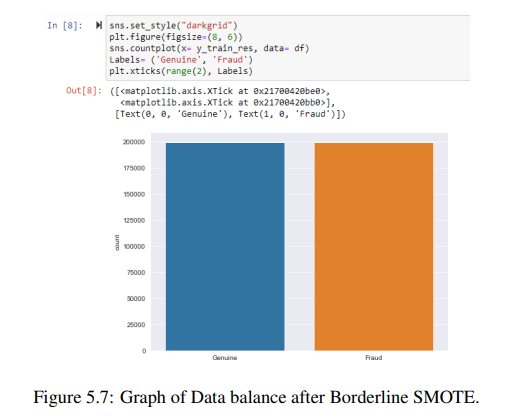 In [8]:
sns.set_style("darkgrid")
plt.figure(figsize=(8, 6))
sns.countplot(x= y_train_res, data= df)
Labels= ('Genuine', 'Fraud')
plt.xticks(range(2), Labels)
Out[8]: ([<matplotlib.axis.XTick at 0x21700420be0>,
<matplotlib.axis.XTick at 0x21700420bb0>],
[Text(0, 0, 'Genuine'), Text(1, 0, 'Fraud')])
200000
175000
150000
125000
100000
75000
50000
25000
0
count
Genuine
Fraud
Figure 5.7: Graph of Data balance after Borderline SMOTE.